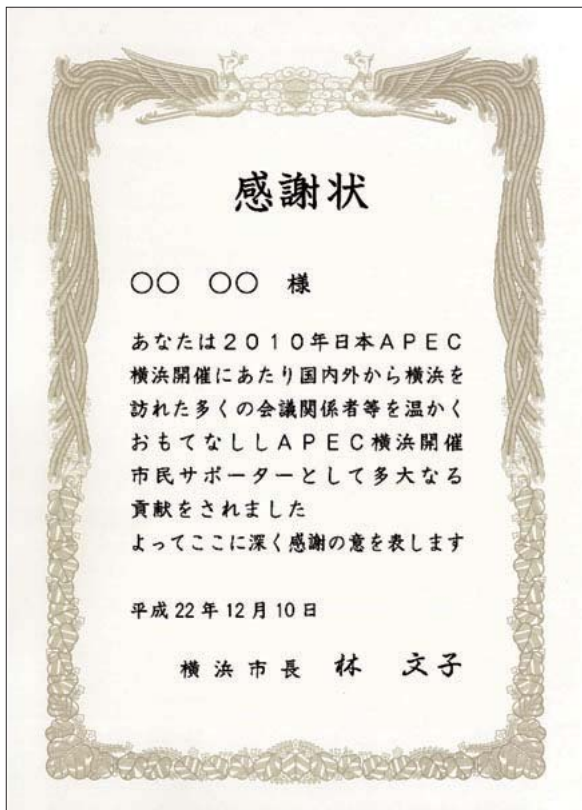 感謝状
○○　○○　様
あなたは２０１０年日本ＡＰＥＣ
横浜開催にあたり国内外から横浜を
訪れた多くの会議関係者等を温かく
おもてなししＡＰＥＣ横浜開催
市民サポーターとして多大なる
貢献をされました
よってここに深く感謝の意を表します
平成22年12月10日
横浜市長　林　文子